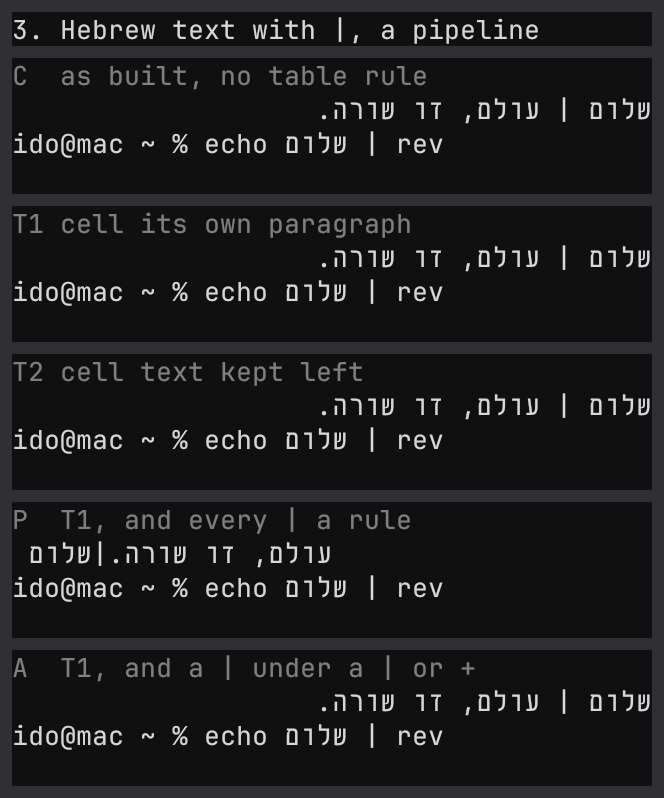 3. Hebrew text with |, a pipeline
C  as built, no table rule
שלום | עולם, זו שורה.
ido@mac ~ % echo שלום | rev
T1 cell its own paragraph
שלום | עולם, זו שורה.
ido@mac ~ % echo שלום | rev
T2 cell text kept left
שלום | עולם, זו שורה.
ido@mac ~ % echo שלום | rev
P  T1, and every | a rule
שלום | עולם, זו שורה.
ido@mac ~ % echo שלום | rev
A  T1, and a | under a | or +
שלום | עולם, זו שורה.
ido@mac ~ % echo שלום | rev